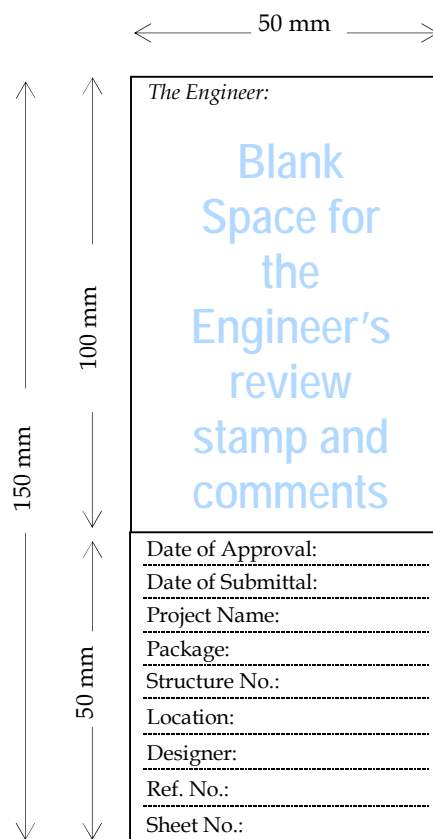 50 mm
The Engineer:
Blank
Space for
the
Engineer's
review
stamp and
comments
100 mm
150 mm
Date of Approval:
Date of Submittal:
Project Name:
Package:
Structure No.:
Location:
Designer:
Ref. No.:
Sheet No.:
50 mm